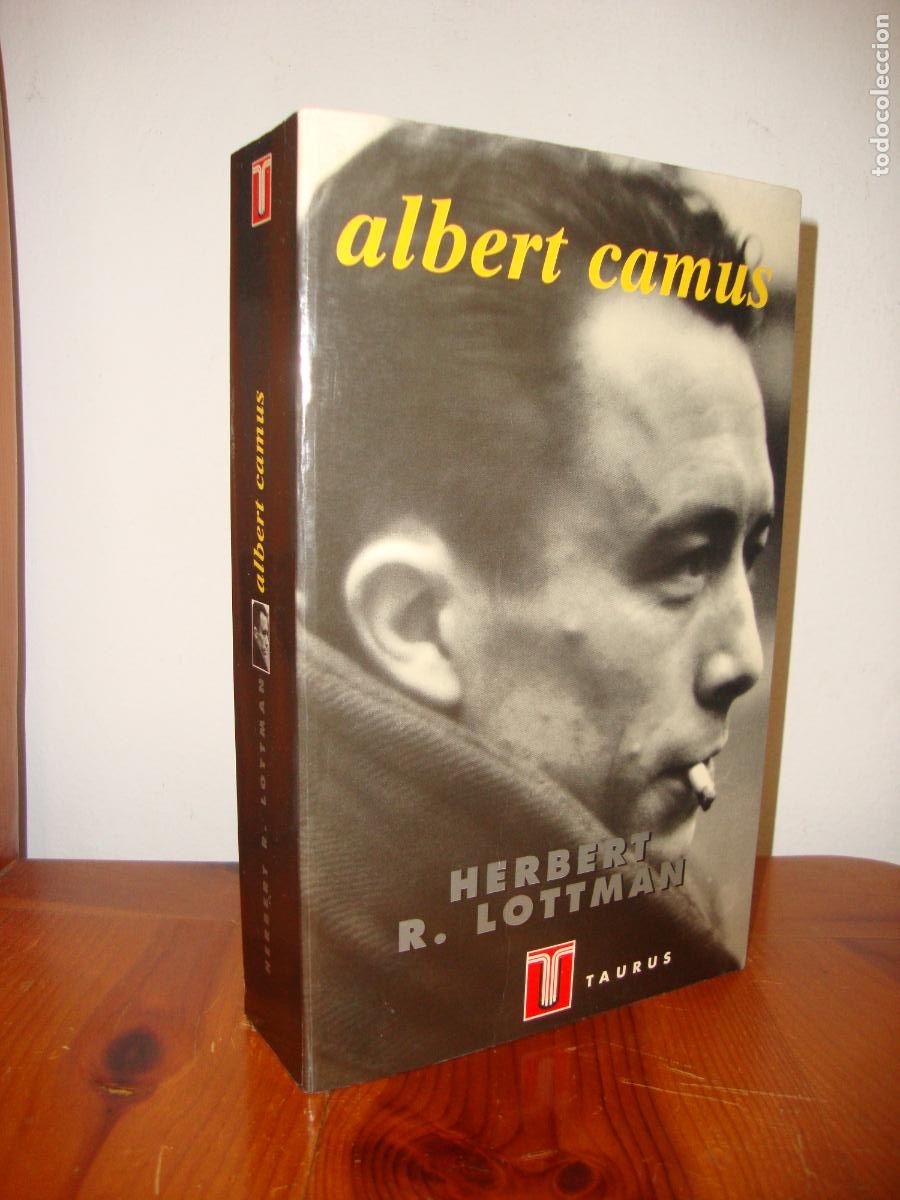 albert camus
HERBERT
R. LOTTMAN
TAURUS
HERBERT R. LOTTMAN albert camus
todocoleccion